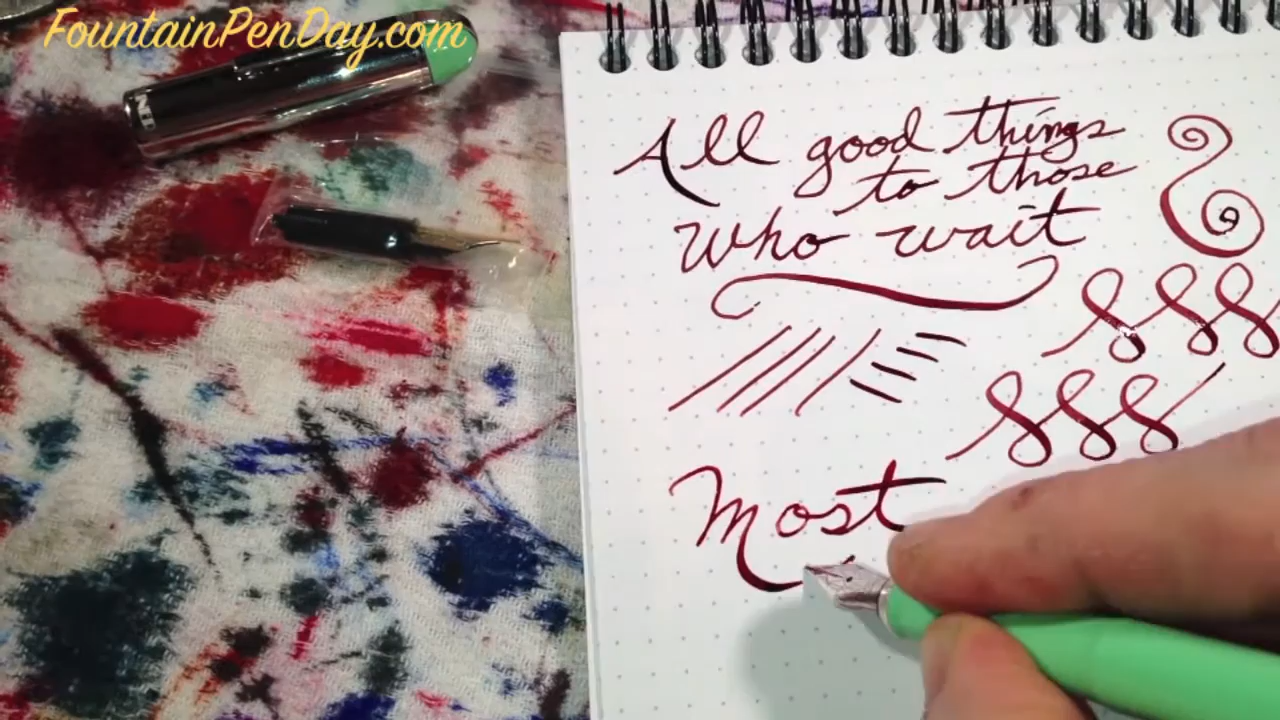 FountainPenDay.com
All good things
to those
who wait
Most